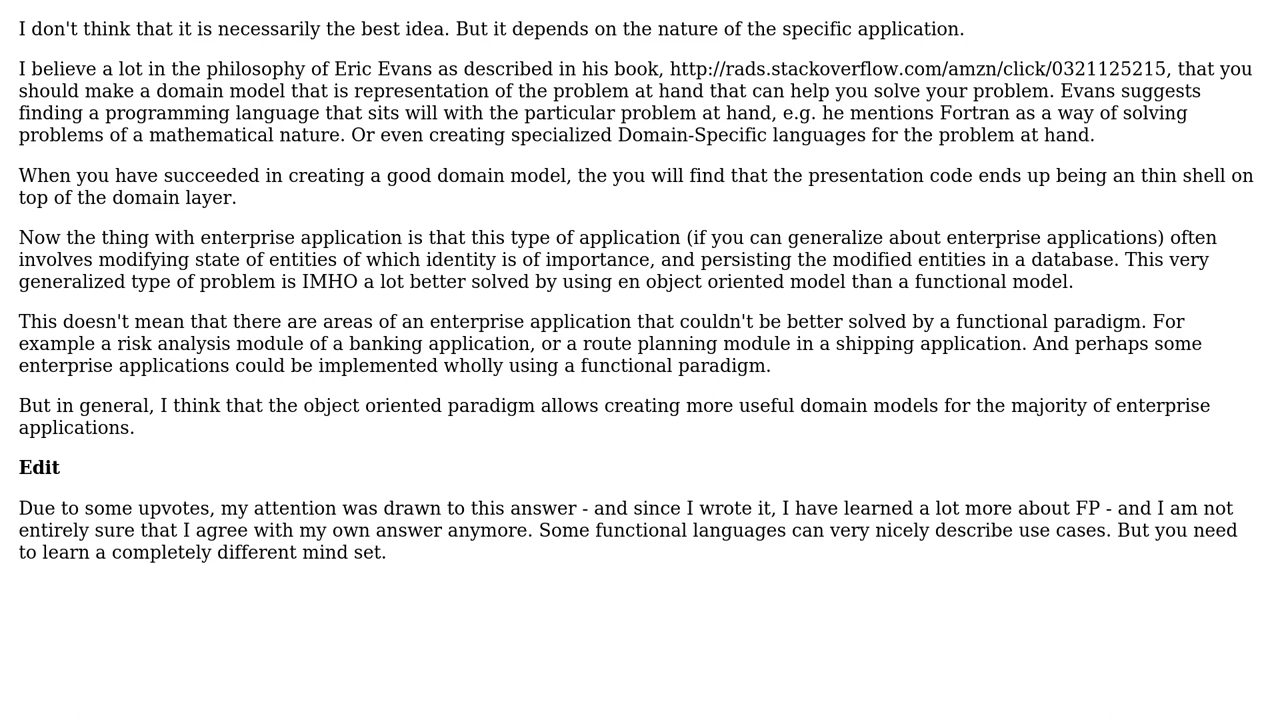 I don't think that it is necessarily the best idea. But it depends on the nature of the specific application.
I believe a lot in the philosophy of Eric Evans as described in his book, http://rads.stackoverflow.com/amzn/click/0321125215, that you
should make a domain model that is representation of the problem at hand that can help you solve your problem. Evans suggests
finding a programming language that sits will with the particular problem at hand, e.g. he mentions Fortran as a way of solving
problems of a mathematical nature. Or even creating specialized Domain-Specific languages for the problem at hand.
When you have succeeded in creating a good domain model, the you will find that the presentation code ends up being an thin shell on
top of the domain layer.
Now the thing with enterprise application is that this type of application (if you can generalize about enterprise applications) often
involves modifying state of entities of which identity is of importance, and persisting the modified entities in a database. This very
generalized type of problem is IMHO a lot better solved by using en object oriented model than a functional model.
This doesn't mean that there are areas of an enterprise application that couldn't be better solved by a functional paradigm. For
example a risk analysis module of a banking application, or a route planning module in a shipping application. And perhaps some
enterprise applications could be implemented wholly using a functional paradigm.
But in general, I think that the object oriented paradigm allows creating more useful domain models for the majority of enterprise
applications.
Edit
Due to some upvotes, my attention was drawn to this answer - and since I wrote it, I have learned a lot more about FP - and I am not
entirely sure that I agree with my own answer anymore. Some functional languages can very nicely describe use cases. But you need
to learn a completely different mind set.